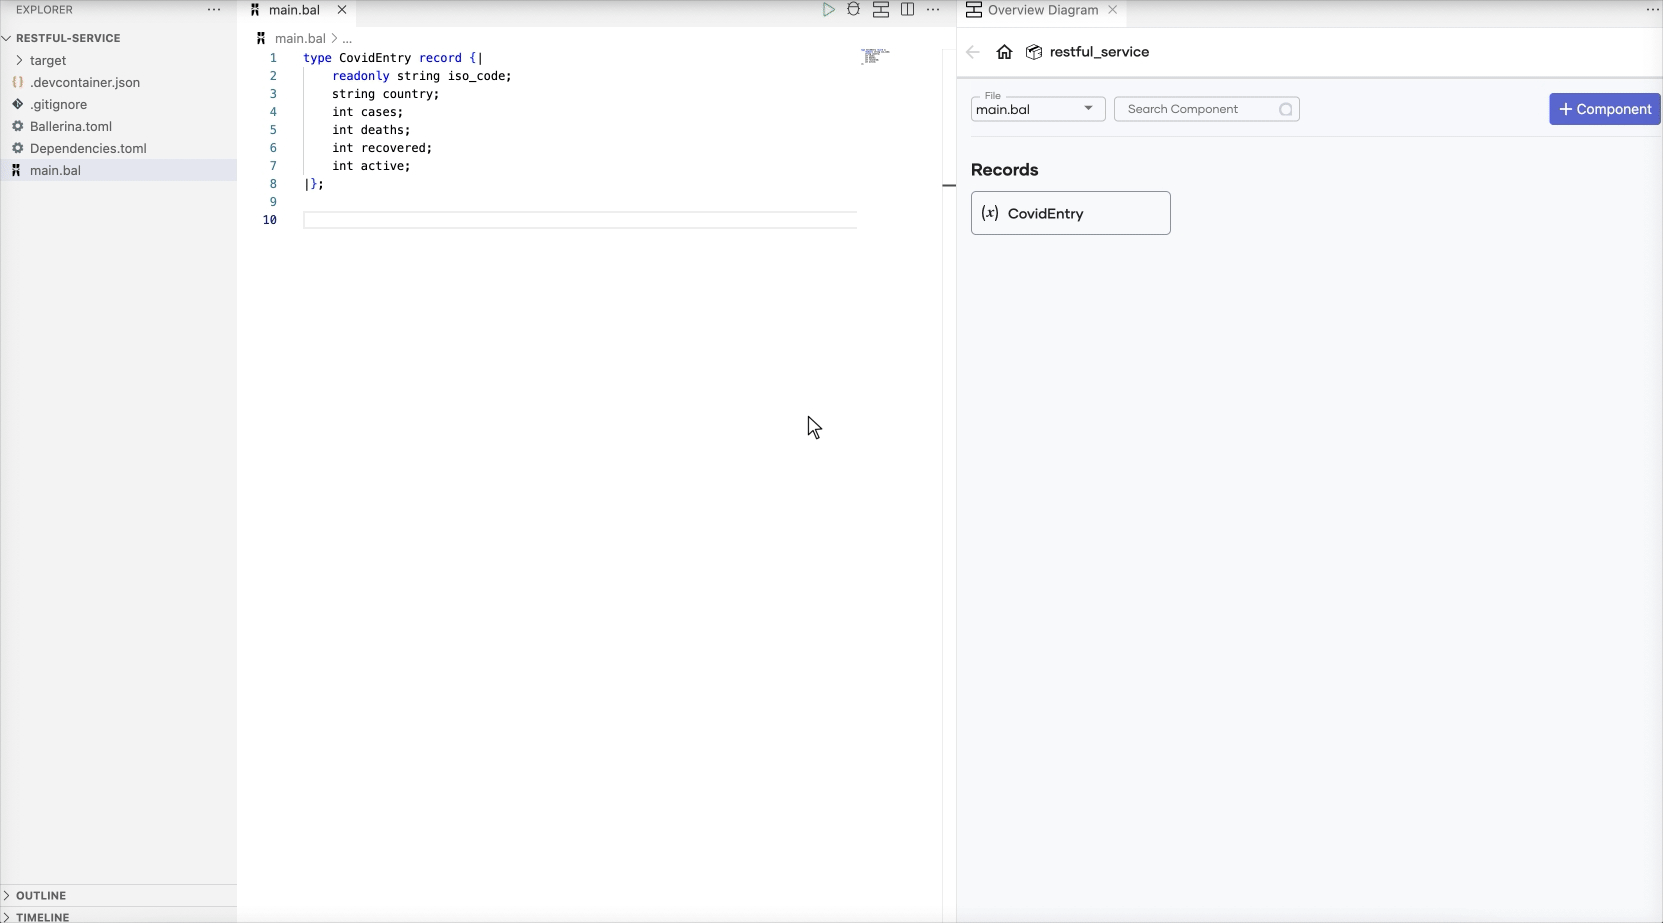 EXPLORER
RESTFUL-SERVICE
target
.devcontainer.json
.gitignore
Ballerina.toml
Dependencies.toml
main.bal
OUTLINE
TIMELINE
main.bal
main.bal > ...
1 type CovidEntry record {|
2 readonly string iso_code;
3 string country;
4 int cases;
5 int deaths;
6 int recovered;
7 int active;
8 |};
9
10
Overview Diagram
restful_service
File
main.bal
Search Component
+ Component
Records
(x) CovidEntry